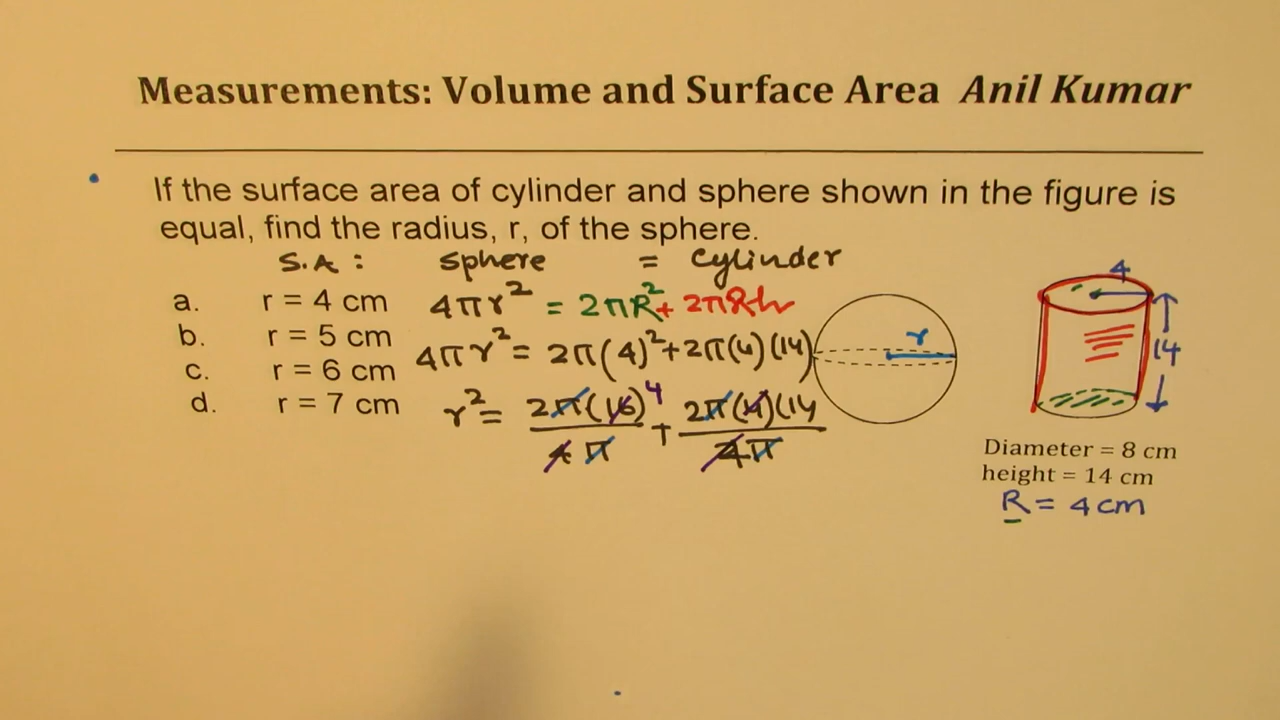 Measurements: Volume and Surface Area Anil Kumar
If the surface area of cylinder and sphere shown in the figure is
equal, find the radius, r, of the sphere.
S.A : sphere = cylinder
a. r = 4 cm
b. r = 5 cm
c. r = 6 cm
d. r = 7 cm
4πr² = 2πR² + 2πRh
4πr² = 2π(4)² + 2π(4)(14)
r² = 2π(16)/4π + 2π(4)(14/4π
4
r
4
14
Diameter = 8 cm
height = 14 cm
R = 4 cm